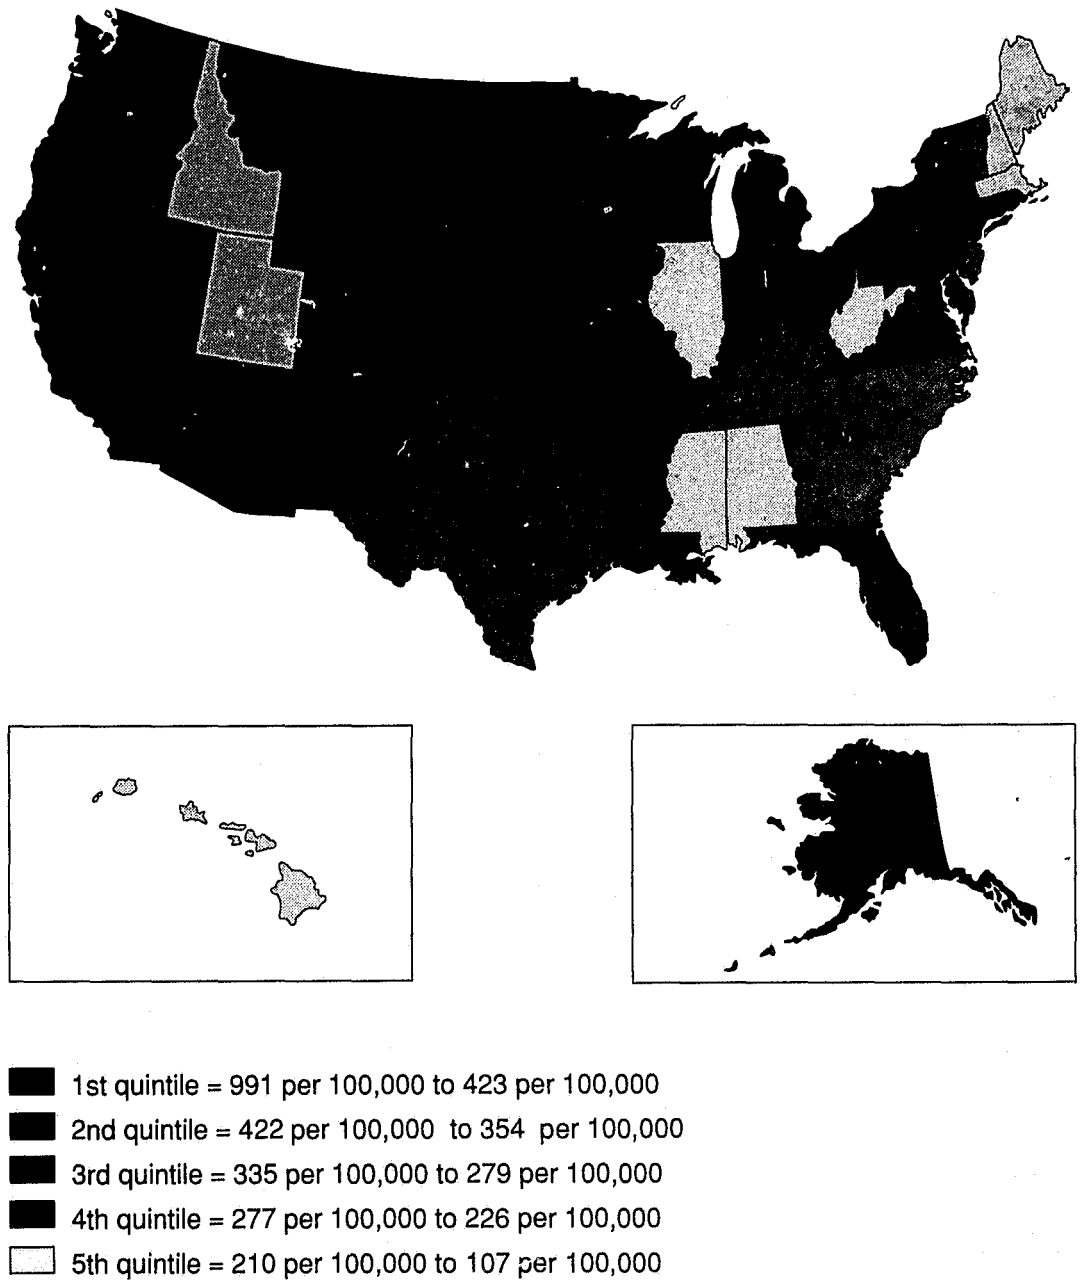 1st quintile = 991 per 100,000 to 423 per 100,000
2nd quintile = 422 per 100,000 to 354 per 100,000
3rd quintile = 335 per 100,000 to 279 per 100,000
4th quintile = 277 per 100,000 to 226 per 100,000
5th quintile = 210 per 100,000 to 107 per 100,000